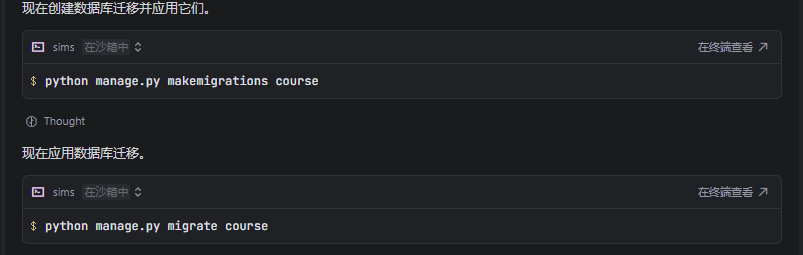 现在创建数据库迁移并应用它们。
sims 在沙箱中 在终端查看
$ python manage.py makemigrations course
Thought
现在应用数据库迁移。
sims 在沙箱中 在终端查看
$ python manage.py migrate course